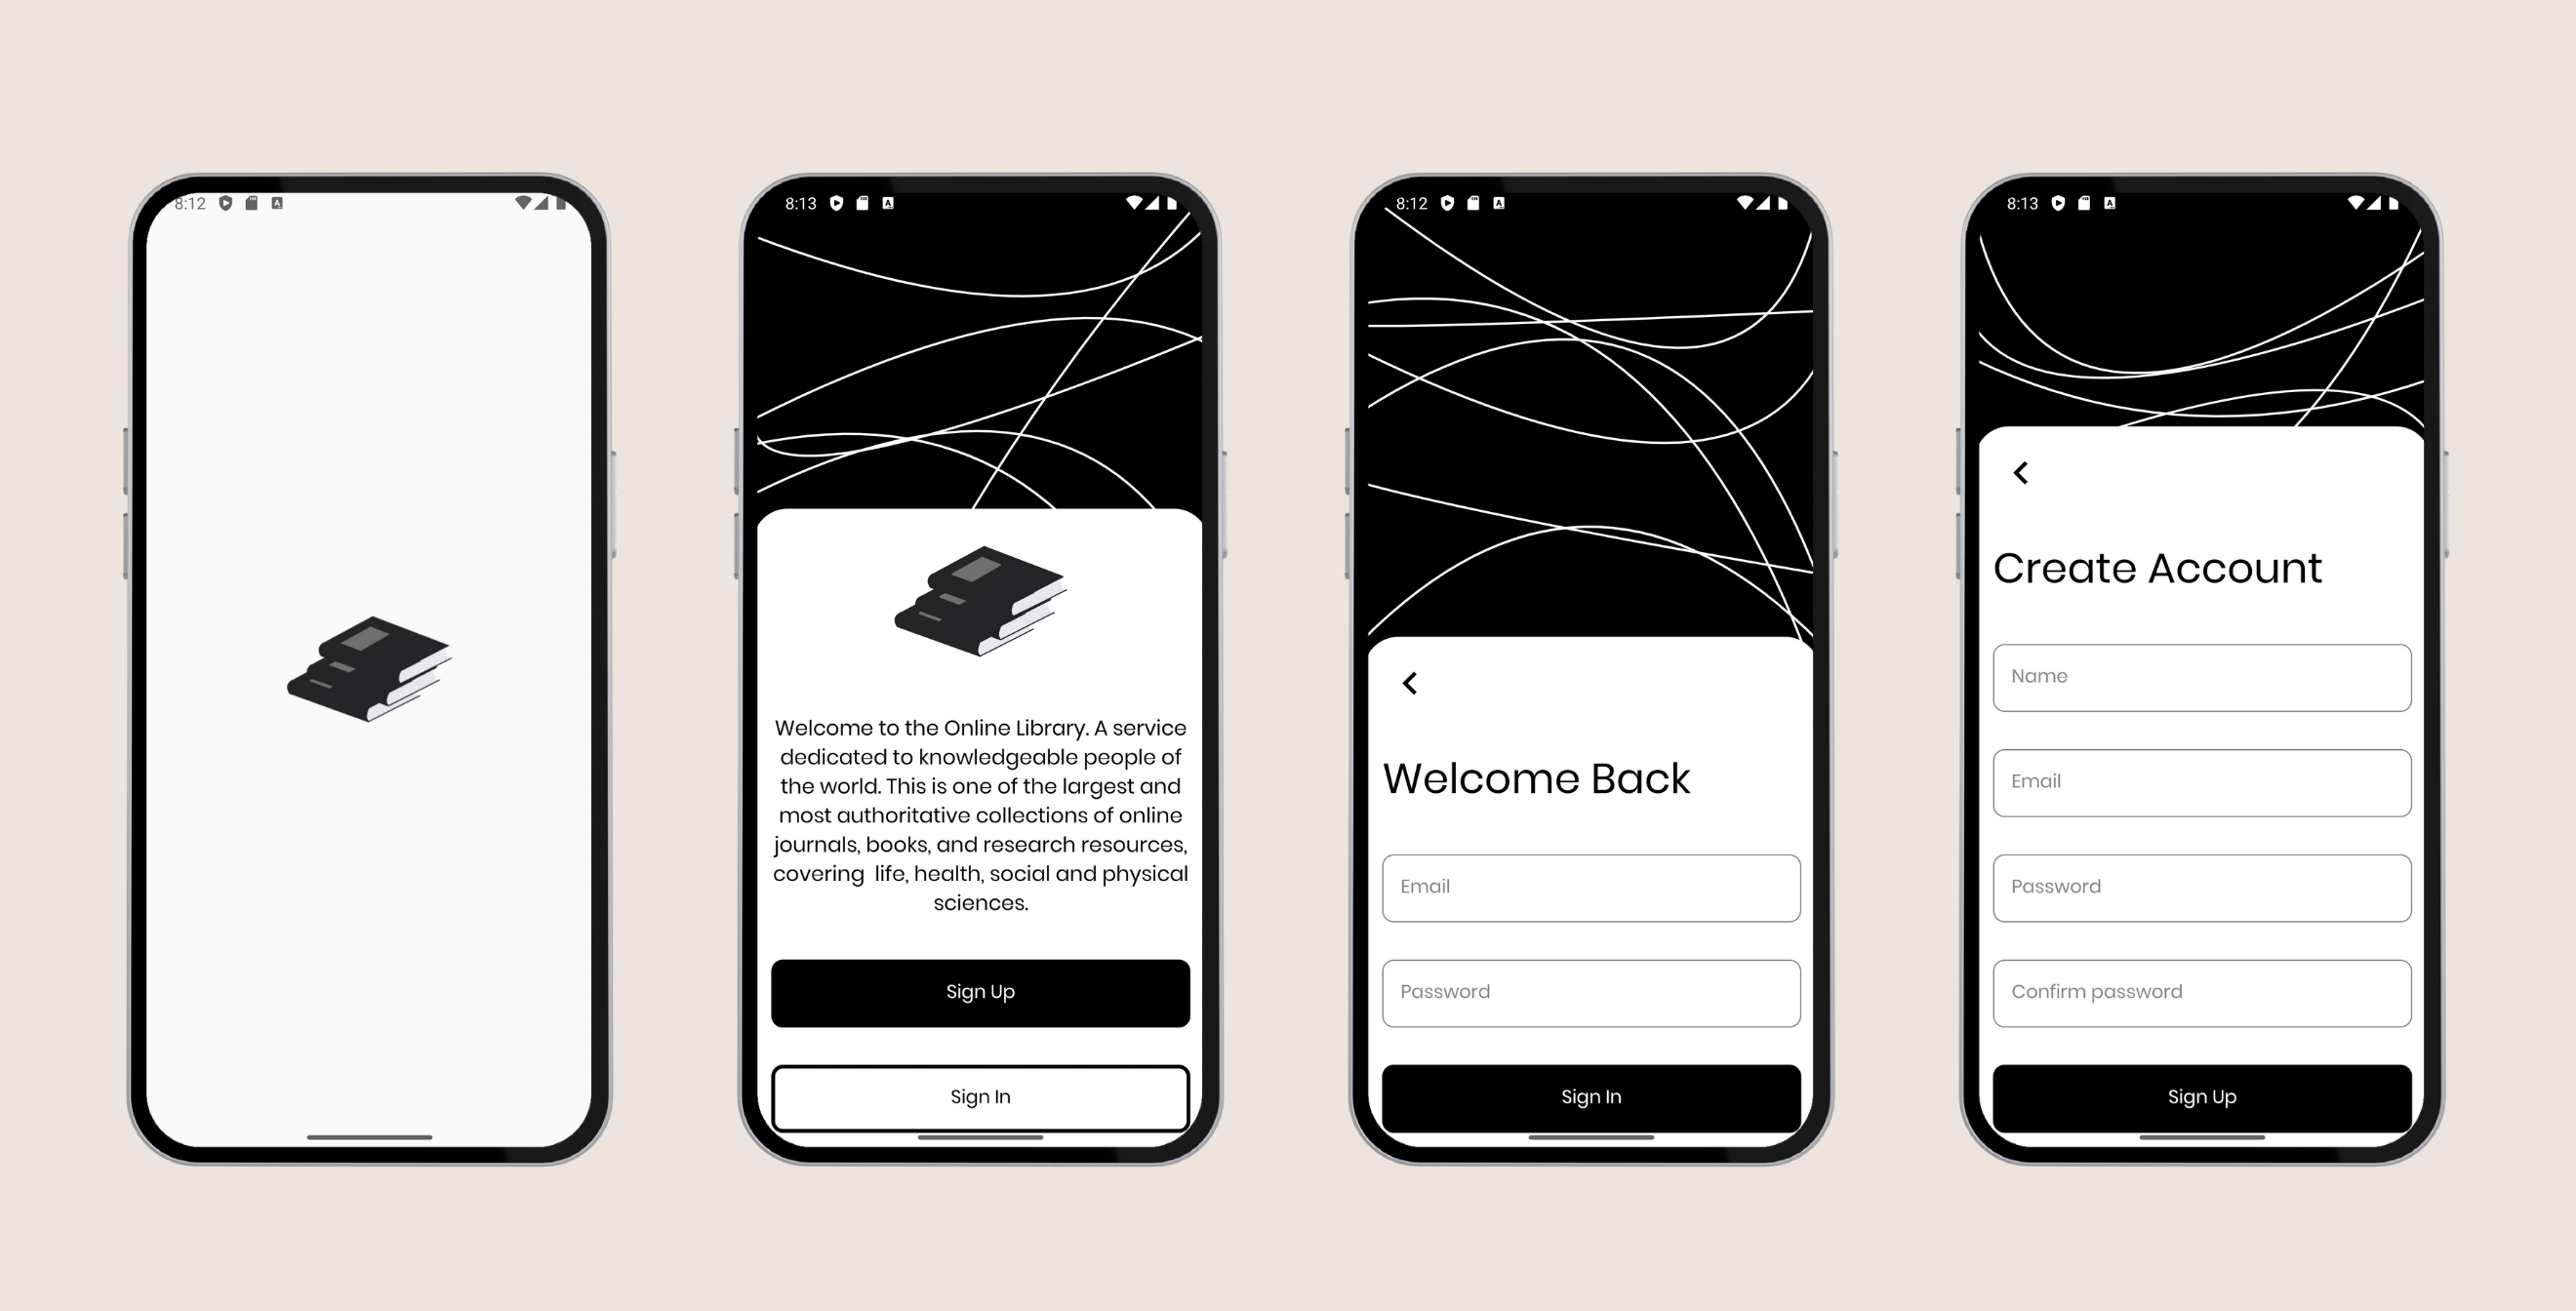 8:12
8:13
Welcome to the Online Library. A service
dedicated to knowledgeable people of
the world. This is one of the largest and
most authoritative collections of online
journals, books, and research resources,
covering  life, health, social and physical
sciences.
Sign Up
Sign In
8:12
Welcome Back
Email
Password
Sign In
8:13
Create Account
Name
Email
Password
Confirm password
Sign Up